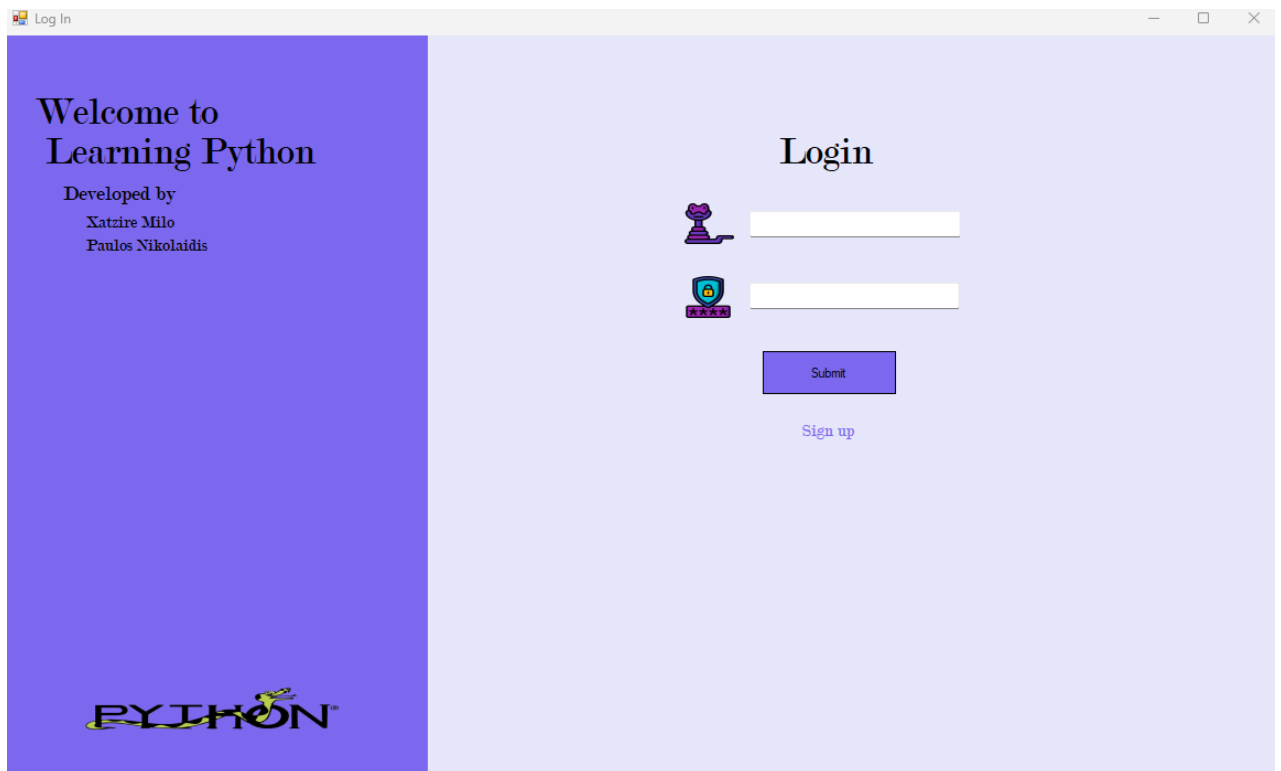 Log In
Welcome to
Learning Python
Developed by
Xatzire Milo
Paulos Nikolaidis
PYTHON®
Login
****
Submit
Sign up